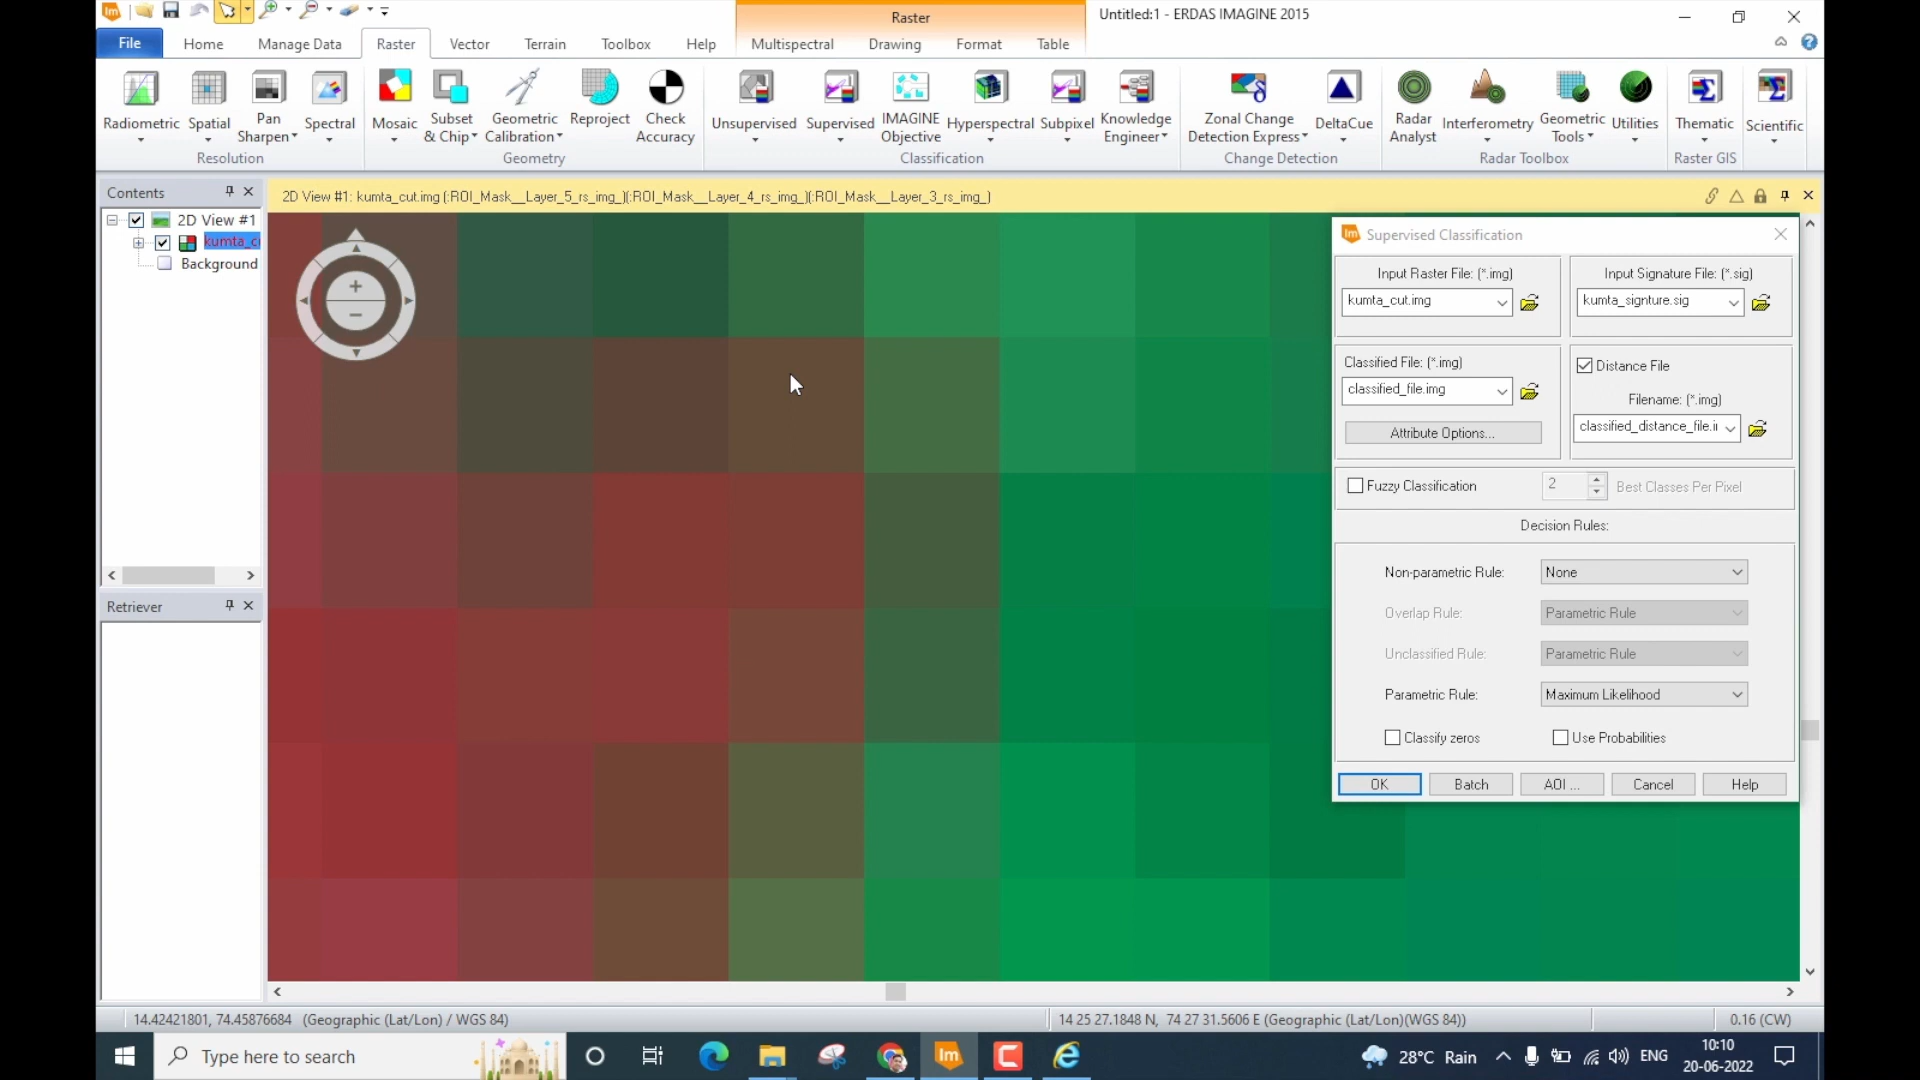 Raster
Untitled:1 - ERDAS IMAGINE 2015
File Home Manage Data Raster Vector Terrain Toolbox Help Multispectral Drawing Format Table
Radiometric Spatial Pan Sharpen Spectral
Mosaic Subset & Chip Geometric Calibration Reproject Check Accuracy
Unsupervised Supervised IMAGINE Objective Hyperspectral Subpixel Knowledge Engineer
Zonal Change Detection Express DeltaCue
Radar Analyst Interferometry Geometric Tools Utilities
Thematic Scientific
Resolution Geometry Classification Change Detection Radar Toolbox Raster GIS
Contents
2D View #1
kumta_c
Background
Retriever
2D View #1: kumta_cut.img (:ROI_Mask__Layer_5_rs_img_)(:ROI_Mask__Layer_4_rs_img_)(:ROI_Mask__Layer_3_rs_img_)
Im Supervised Classification
Input Raster File: (*.img) Input Signature File: (*.sig)
kumta_cut.img kumta_signture.sig
Classified File: (*.img) Distance File
classified_file.img Filename: (*.img)
Attribute Options... classified_distance_file.i
Fuzzy Classification 2 Best Classes Per Pixel
Decision Rules:
Non-parametric Rule: None
Overlap Rule: Parametric Rule
Unclassified Rule: Parametric Rule
Parametric Rule: Maximum Likelihood
Classify zeros Use Probabilities
OK Batch AOI ... Cancel Help
14.42421801, 74.45876684 (Geographic (Lat/Lon) / WGS 84) 14 25 27.1848 N, 74 27 31.5606 E (Geographic (Lat/Lon)(WGS 84)) 0.16 (CW)
Type here to search
Im
28°C Rain
ENG
10:10
20-06-2022